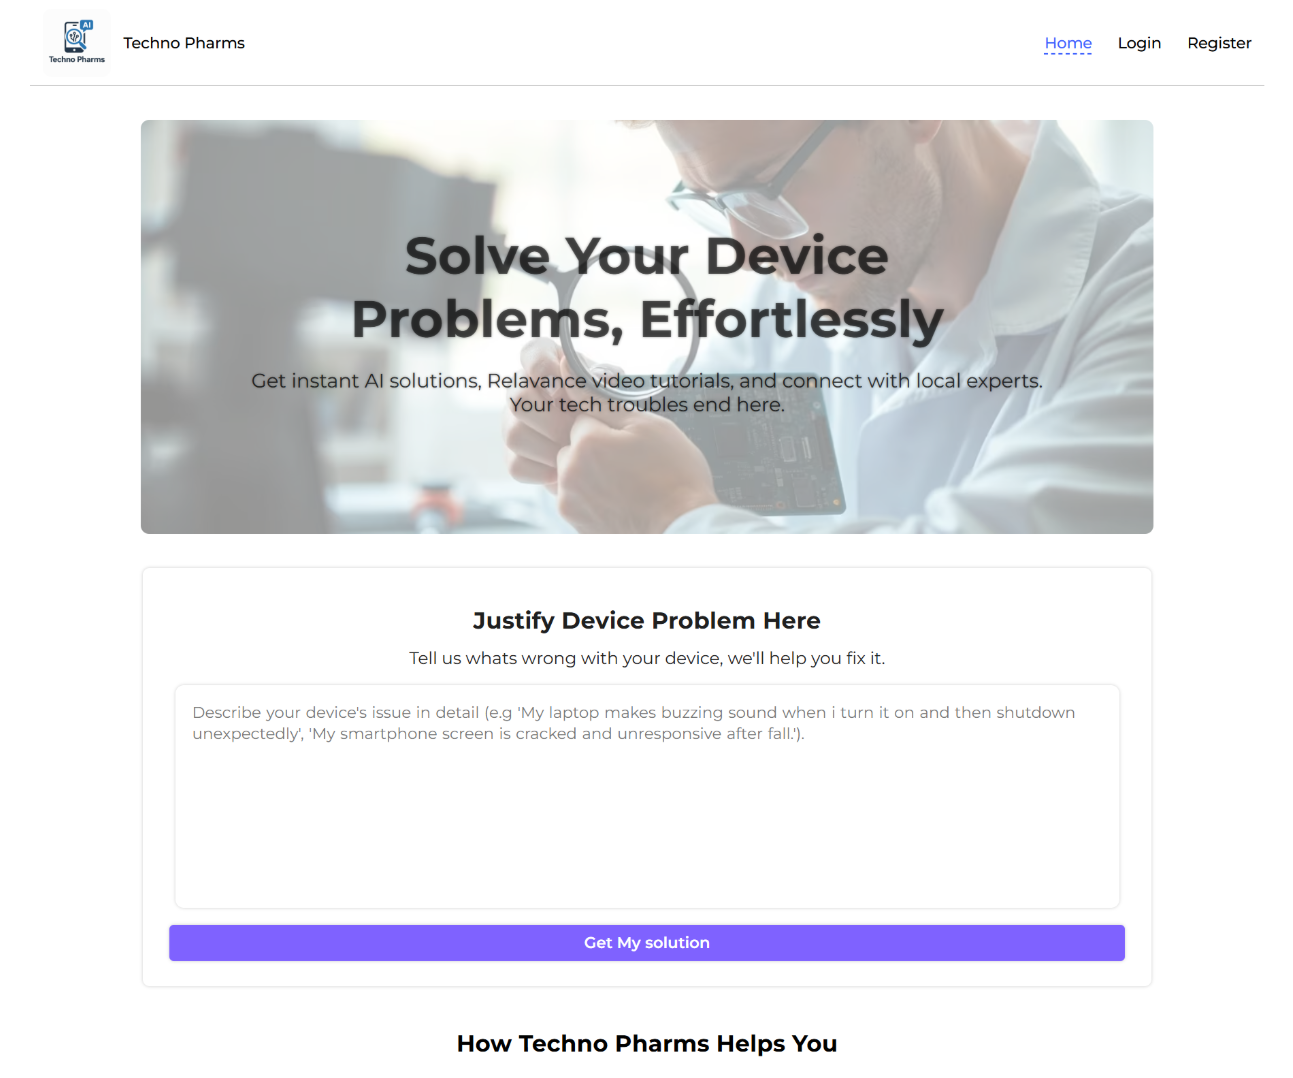 AI
Techno Pharms
Techno Pharms
Home
Login
Register
Solve Your Device
Problems, Effortlessly
Get instant AI solutions, Relavance video tutorials, and connect with local experts.
Your tech troubles end here.
Justify Device Problem Here
Tell us whats wrong with your device, we'll help you fix it.
Describe your device's issue in detail (e.g 'My laptop makes buzzing sound when i turn it on and then shutdown
unexpectedly', 'My smartphone screen is cracked and unresponsive after fall.').
Get My solution
How Techno Pharms Helps You